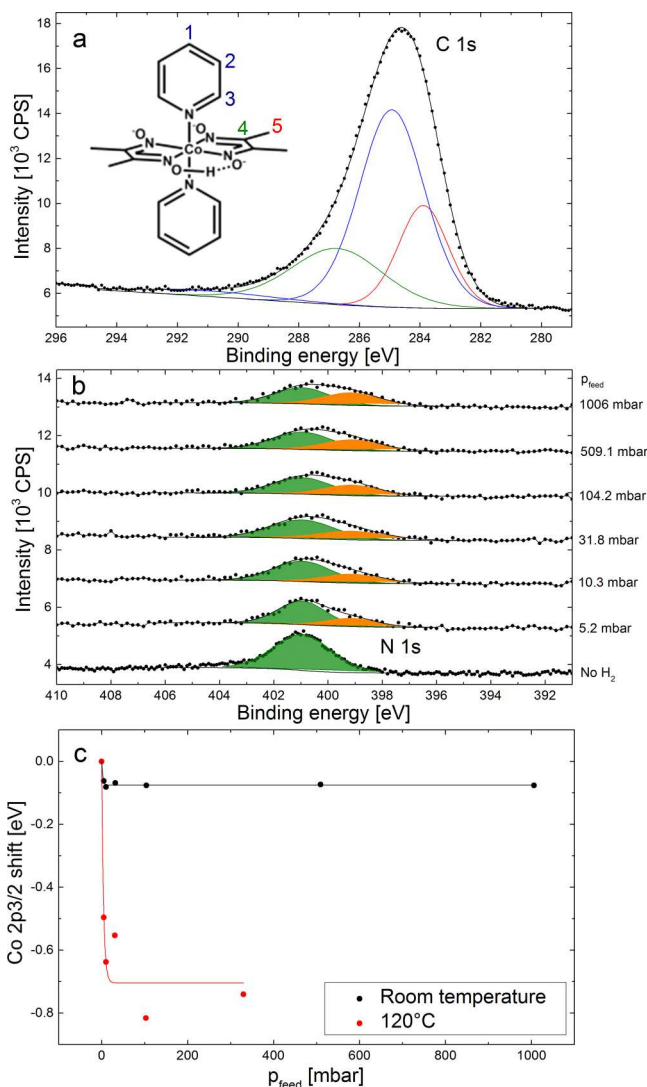 a
C 1s
1
2
3
N
⁻O
⁻O
4
5
N
N
Co
N
N
O
H
O⁻
N
18
16
14
12
10
8
6
Intensity [10³ CPS]
296 294 292 290 288 286 284 282 280
Binding energy [eV]
b
p feed
1006 mbar
509.1 mbar
104.2 mbar
31.8 mbar
10.3 mbar
5.2 mbar
No H₂
N 1s
14
12
10
8
6
4
Intensity [10³ CPS]
410 408 406 404 402 400 398 396 394 392
Binding energy [eV]
c
0.0
-0.2
-0.4
-0.6
-0.8
Co 2p3/2 shift [eV]
Room temperature
120°C
0 200 400 600 800 1000
p feed [mbar]